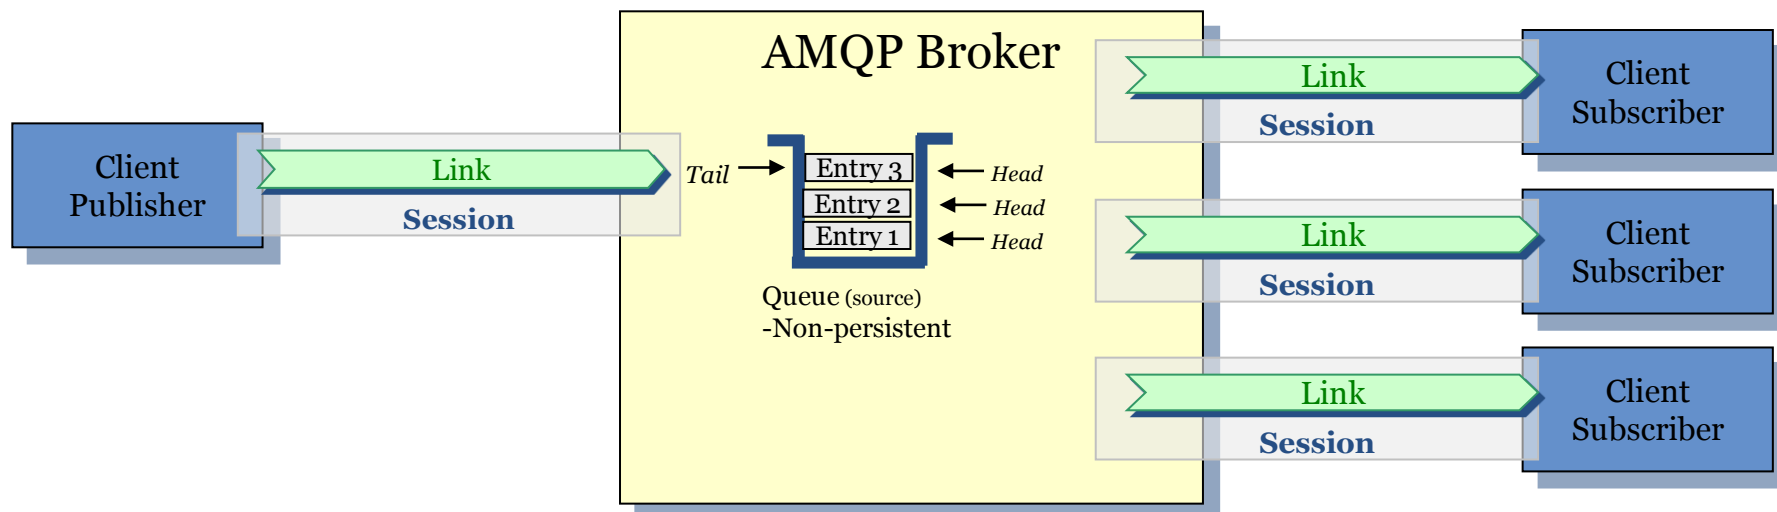 AMQP Broker
Client
Publisher
Link
Session
Tail
Entry 3
Entry 2
Entry 1
Head
Head
Head
Queue (source)
-Non-persistent
Link
Session
Client
Subscriber
Link
Session
Client
Subscriber
Link
Session
Client
Subscriber